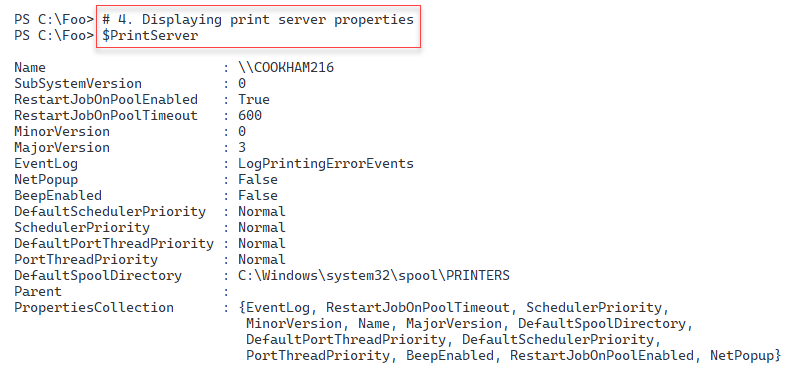 PS C:\Foo> # 4. Displaying print server properties
PS C:\Foo> $PrintServer
Name : \\COOKHAM216
SubSystemVersion : 0
RestartJobOnPoolEnabled : True
RestartJobOnPoolTimeout : 600
MinorVersion : 0
MajorVersion : 3
EventLog : LogPrintingErrorEvents
NetPopup : False
BeepEnabled : False
DefaultSchedulerPriority : Normal
SchedulerPriority : Normal
DefaultPortThreadPriority : Normal
PortThreadPriority : Normal
DefaultSpoolDirectory : C:\Windows\system32\spool\PRINTERS
Parent :
PropertiesCollection : {EventLog, RestartJobOnPoolTimeout, SchedulerPriority,
MinorVersion, Name, MajorVersion, DefaultSpoolDirectory,
DefaultPortThreadPriority, DefaultSchedulerPriority,
PortThreadPriority, BeepEnabled, RestartJobOnPoolEnabled, NetPopup}